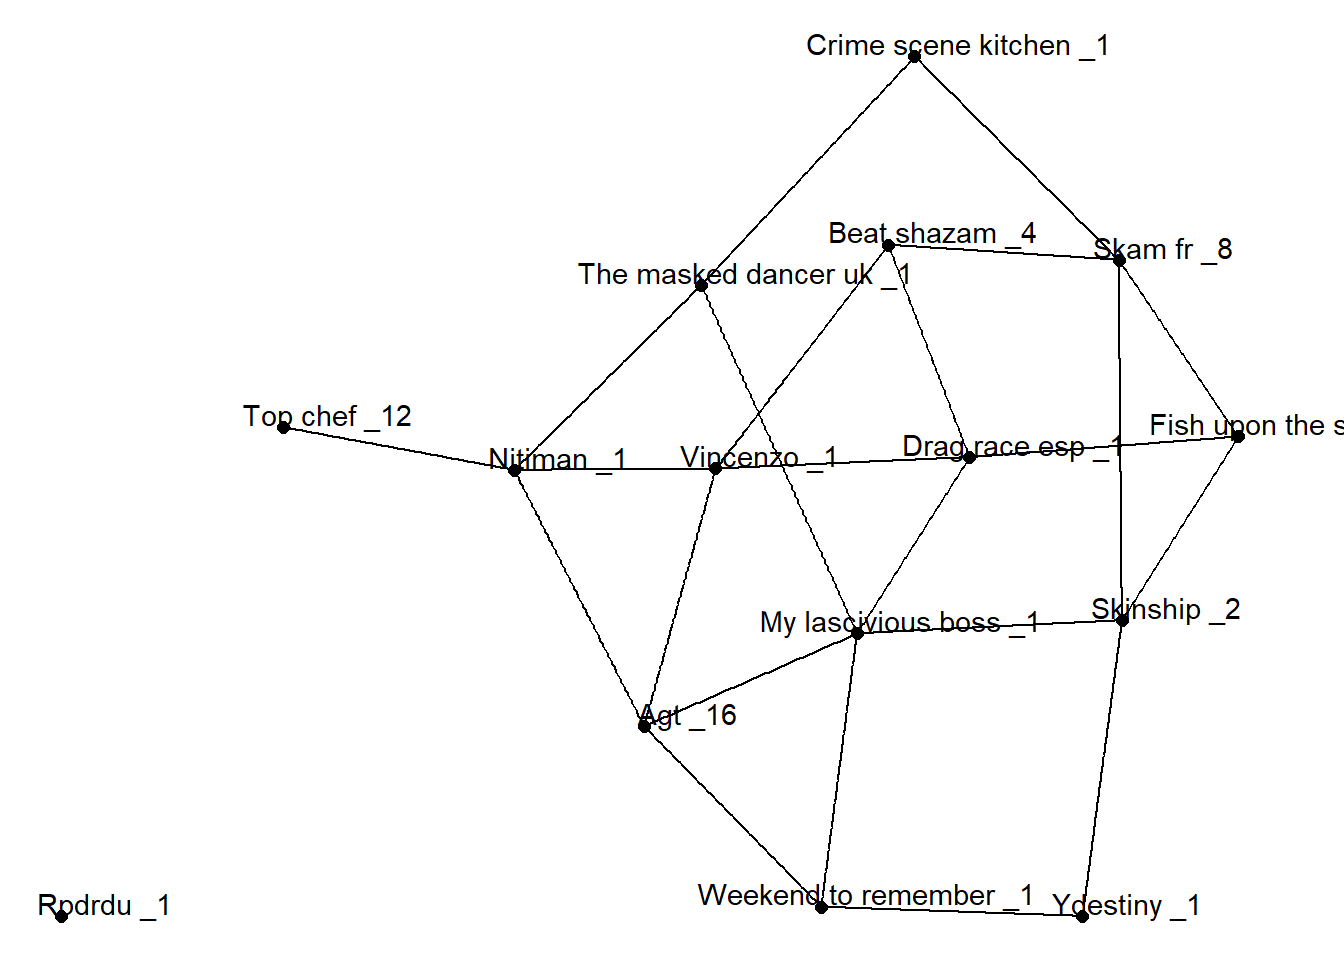 Crime scene kitchen _1
Beat shazam _4
Skam fr _8
The masked dancer uk _1
Top chef _12
Fish upon the s
Nitiman _1
Vincenzo _1
Drag race esp _1
My lascivious boss _1
Skinship _2
Agt _16
Weekend to remember _1
Ydestiny _1
Rpdrdu _1